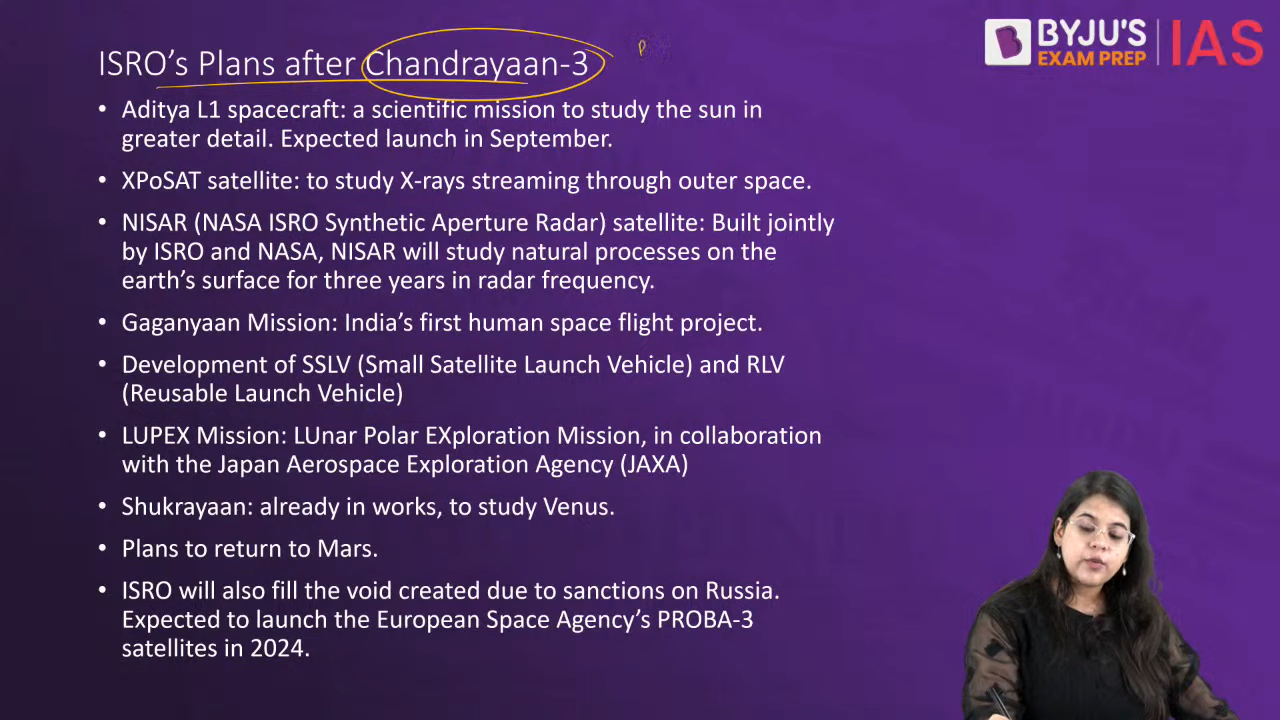 ISRO's Plans after Chandrayaan-3
BYJU'S
EXAM PREP
IAS
• Aditya L1 spacecraft: a scientific mission to study the sun in
greater detail. Expected launch in September.
• XPoSAT satellite: to study X-rays streaming through outer space.
• NISAR (NASA ISRO Synthetic Aperture Radar) satellite: Built jointly
by ISRO and NASA, NISAR will study natural processes on the
earth's surface for three years in radar frequency.
• Gaganyaan Mission: India's first human space flight project.
• Development of SSLV (Small Satellite Launch Vehicle) and RLV
(Reusable Launch Vehicle)
• LUPEX Mission: LUnar Polar EXploration Mission, in collaboration
with the Japan Aerospace Exploration Agency (JAXA)
• Shukrayaan: already in works, to study Venus.
• Plans to return to Mars.
• ISRO will also fill the void created due to sanctions on Russia.
Expected to launch the European Space Agency's PROBA-3
satellites in 2024.